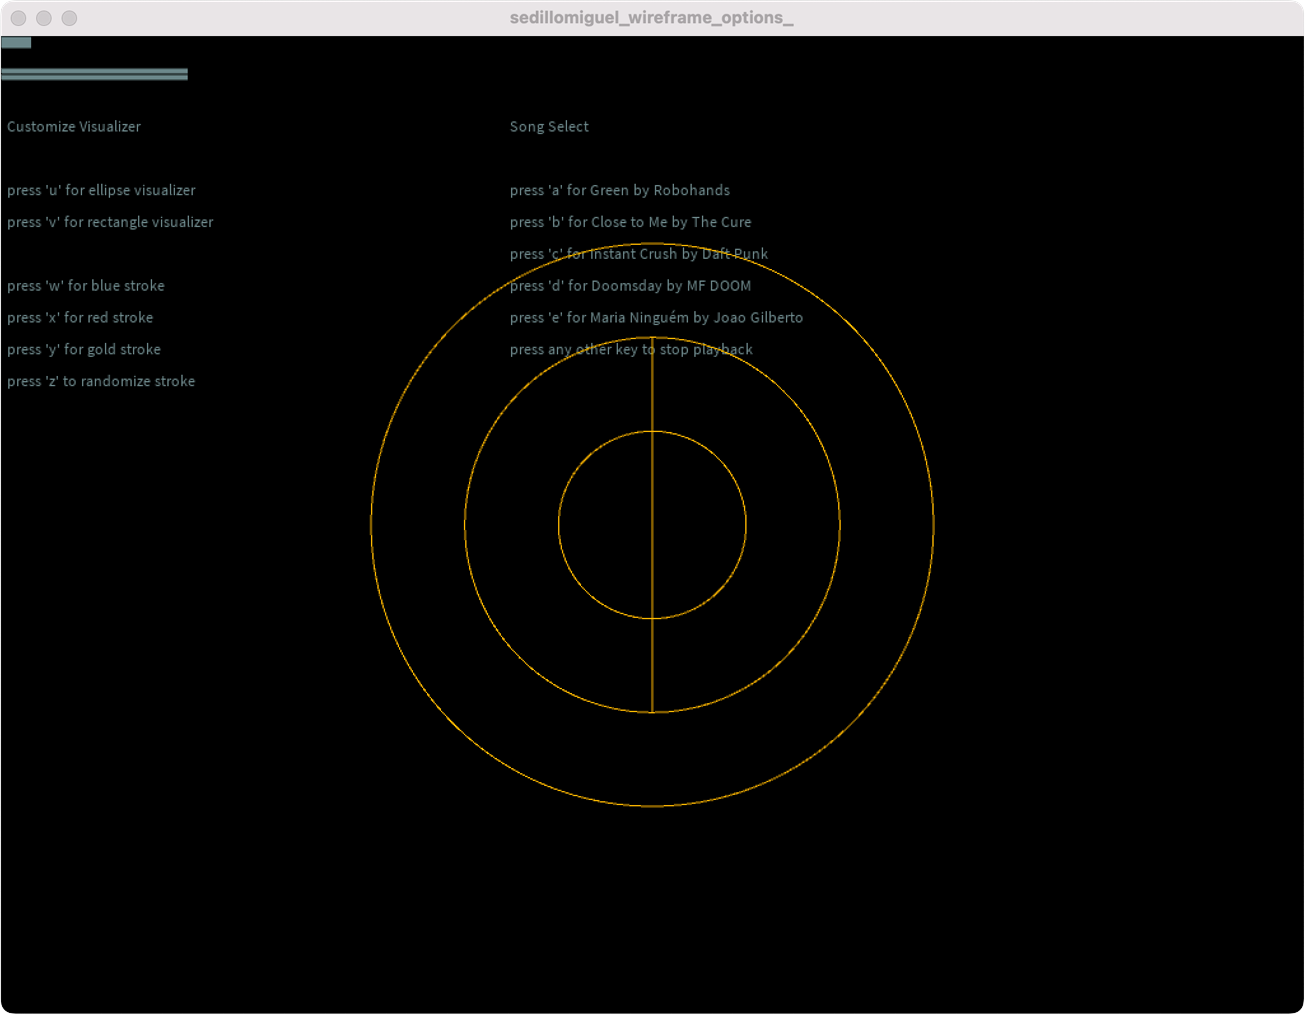 sedillomiguel_wireframe_options_
Customize Visualizer
press 'u' for ellipse visualizer
press 'v' for rectangle visualizer
press 'w' for blue stroke
press 'x' for red stroke
press 'y' for gold stroke
press 'z' to randomize stroke
Song Select
press 'a' for Green by Robohands
press 'b' for Close to Me by The Cure
press 'c' for Instant Crush by Daft Punk
press 'd' for Doomsday by MF DOOM
press 'e' for Maria Ninguém by Joao Gilberto
press any other key to stop playback